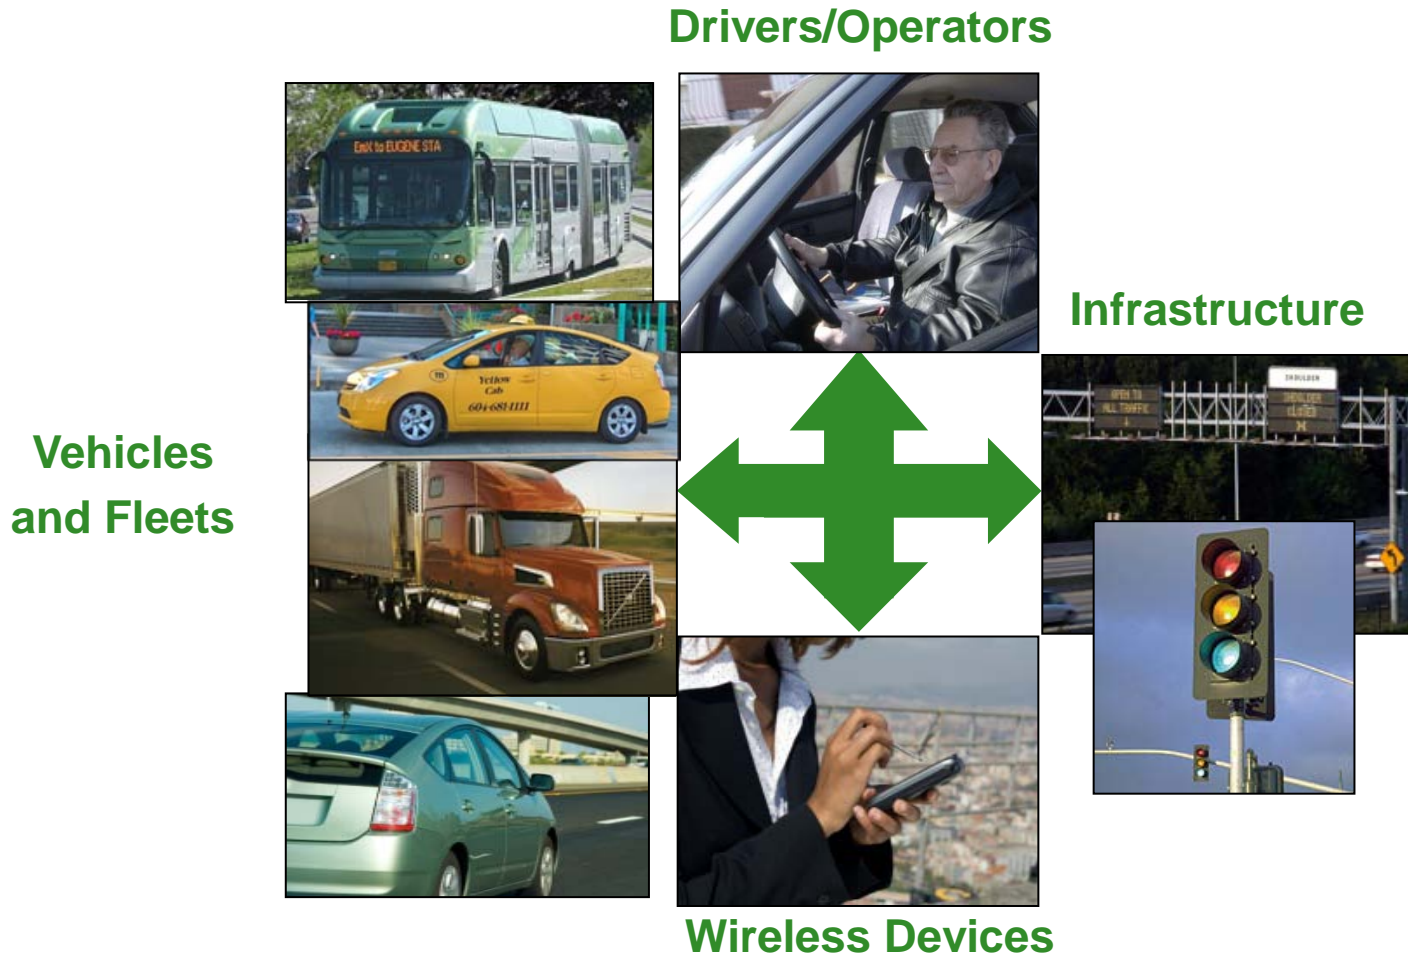 Drivers/Operators
EmX to EUGENE STA
Infrastructure
SHOULDER
OPEN TO
ALL TRAFFIC
SHOULDER
CLOSED
Yellow
Cab
604-681-1111
Vehicles
and Fleets
Wireless Devices